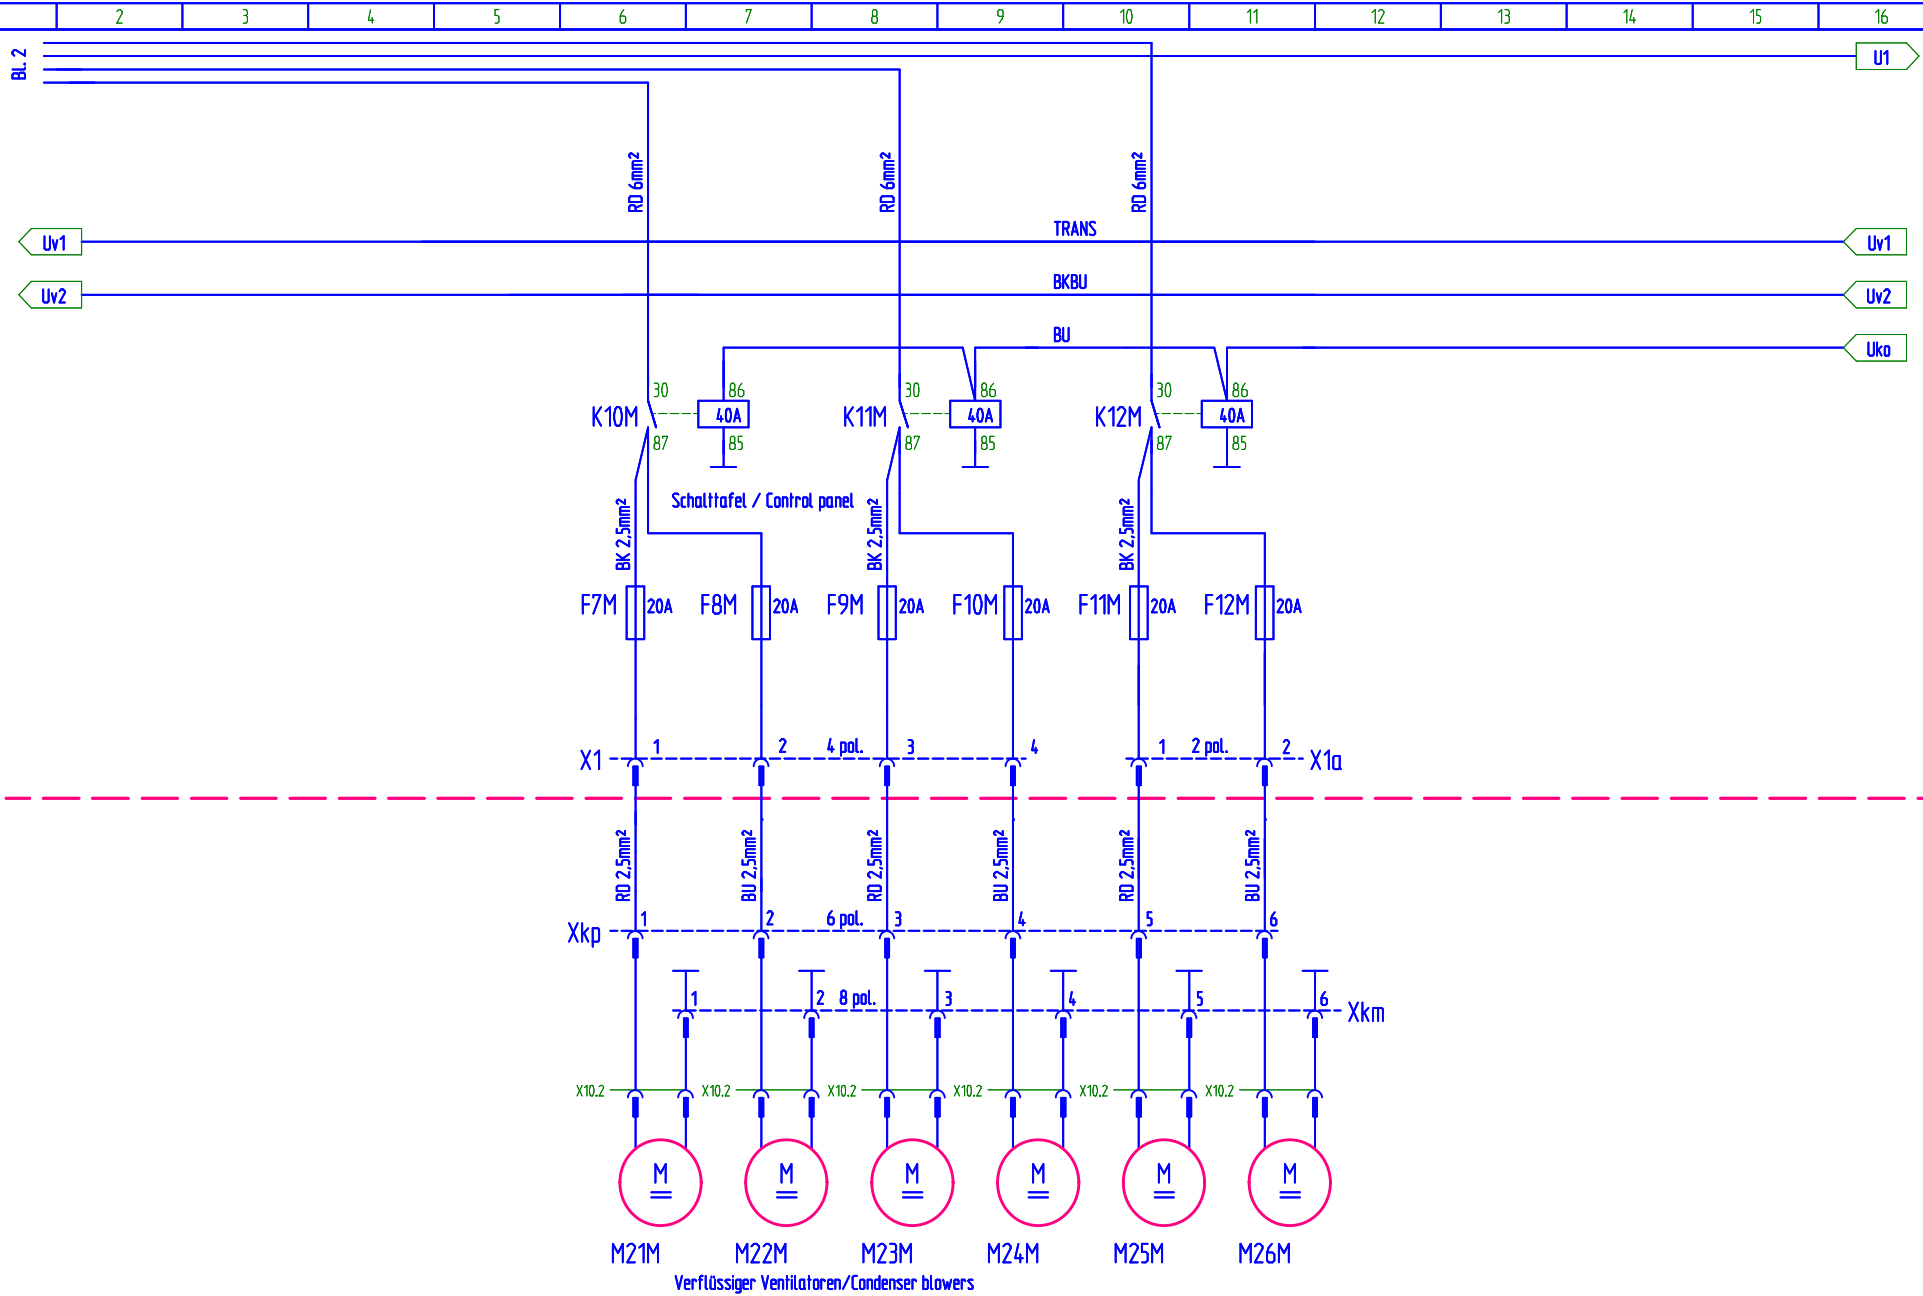 2 3 4 5 6 7 8 9 10 11 12 13 14 15 16
Bl. 2
U1
RD 6mm² RD 6mm² RD 6mm²
Uv1 TRANS Uv1
Uv2 BKBU Uv2
BU Uko
30 86 30 86 30 86
K10M 40A K11M 40A K12M 40A
87 85 87 85 87 85
Schalttafel / Control panel
BK 2,5mm² BK 2,5mm² BK 2,5mm²
F7M 20A F8M 20A F9M 20A F10M 20A F11M 20A F12M 20A
1 2 4 pol. 3 4 1 2 pol. 2
X1 X1a
RD 2,5mm² BU 2,5mm² RD 2,5mm² BU 2,5mm² RD 2,5mm² BU 2,5mm²
1 2 6 pol. 3 4 5 6
Xkp
1 2 8 pol. 3 4 5 6
Xkm
X10.2 X10.2 X10.2 X10.2 X10.2 X10.2
M M M M M M
M21M M22M M23M M24M M25M M26M
Verflüssiger Ventilatoren/Condenser blowers